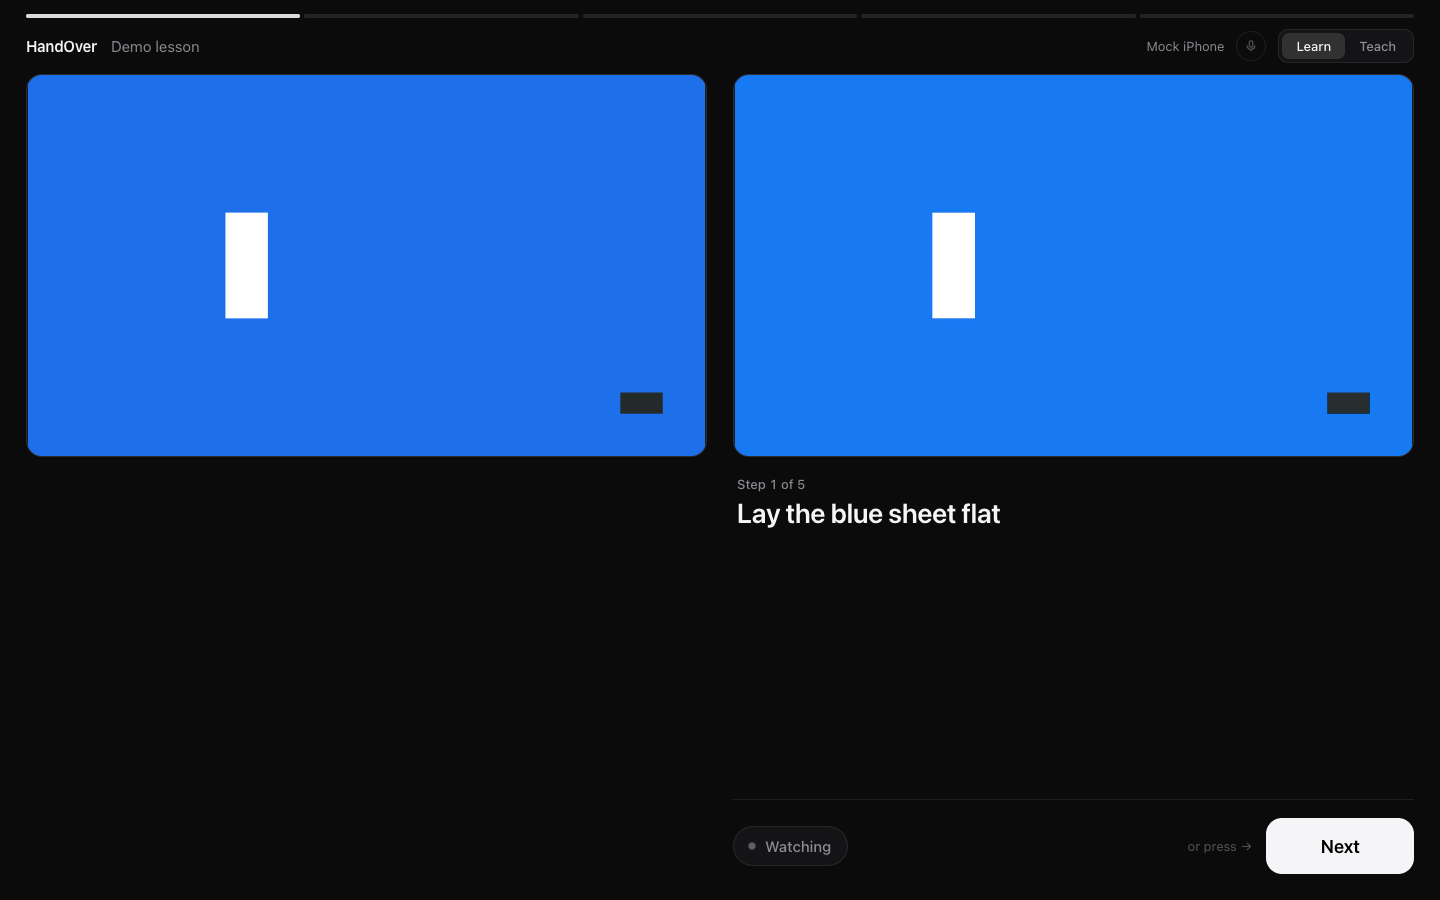 HandOver Demo lesson
Mock iPhone Learn Teach
Step 1 of 5
Lay the blue sheet flat
Watching
or press → Next